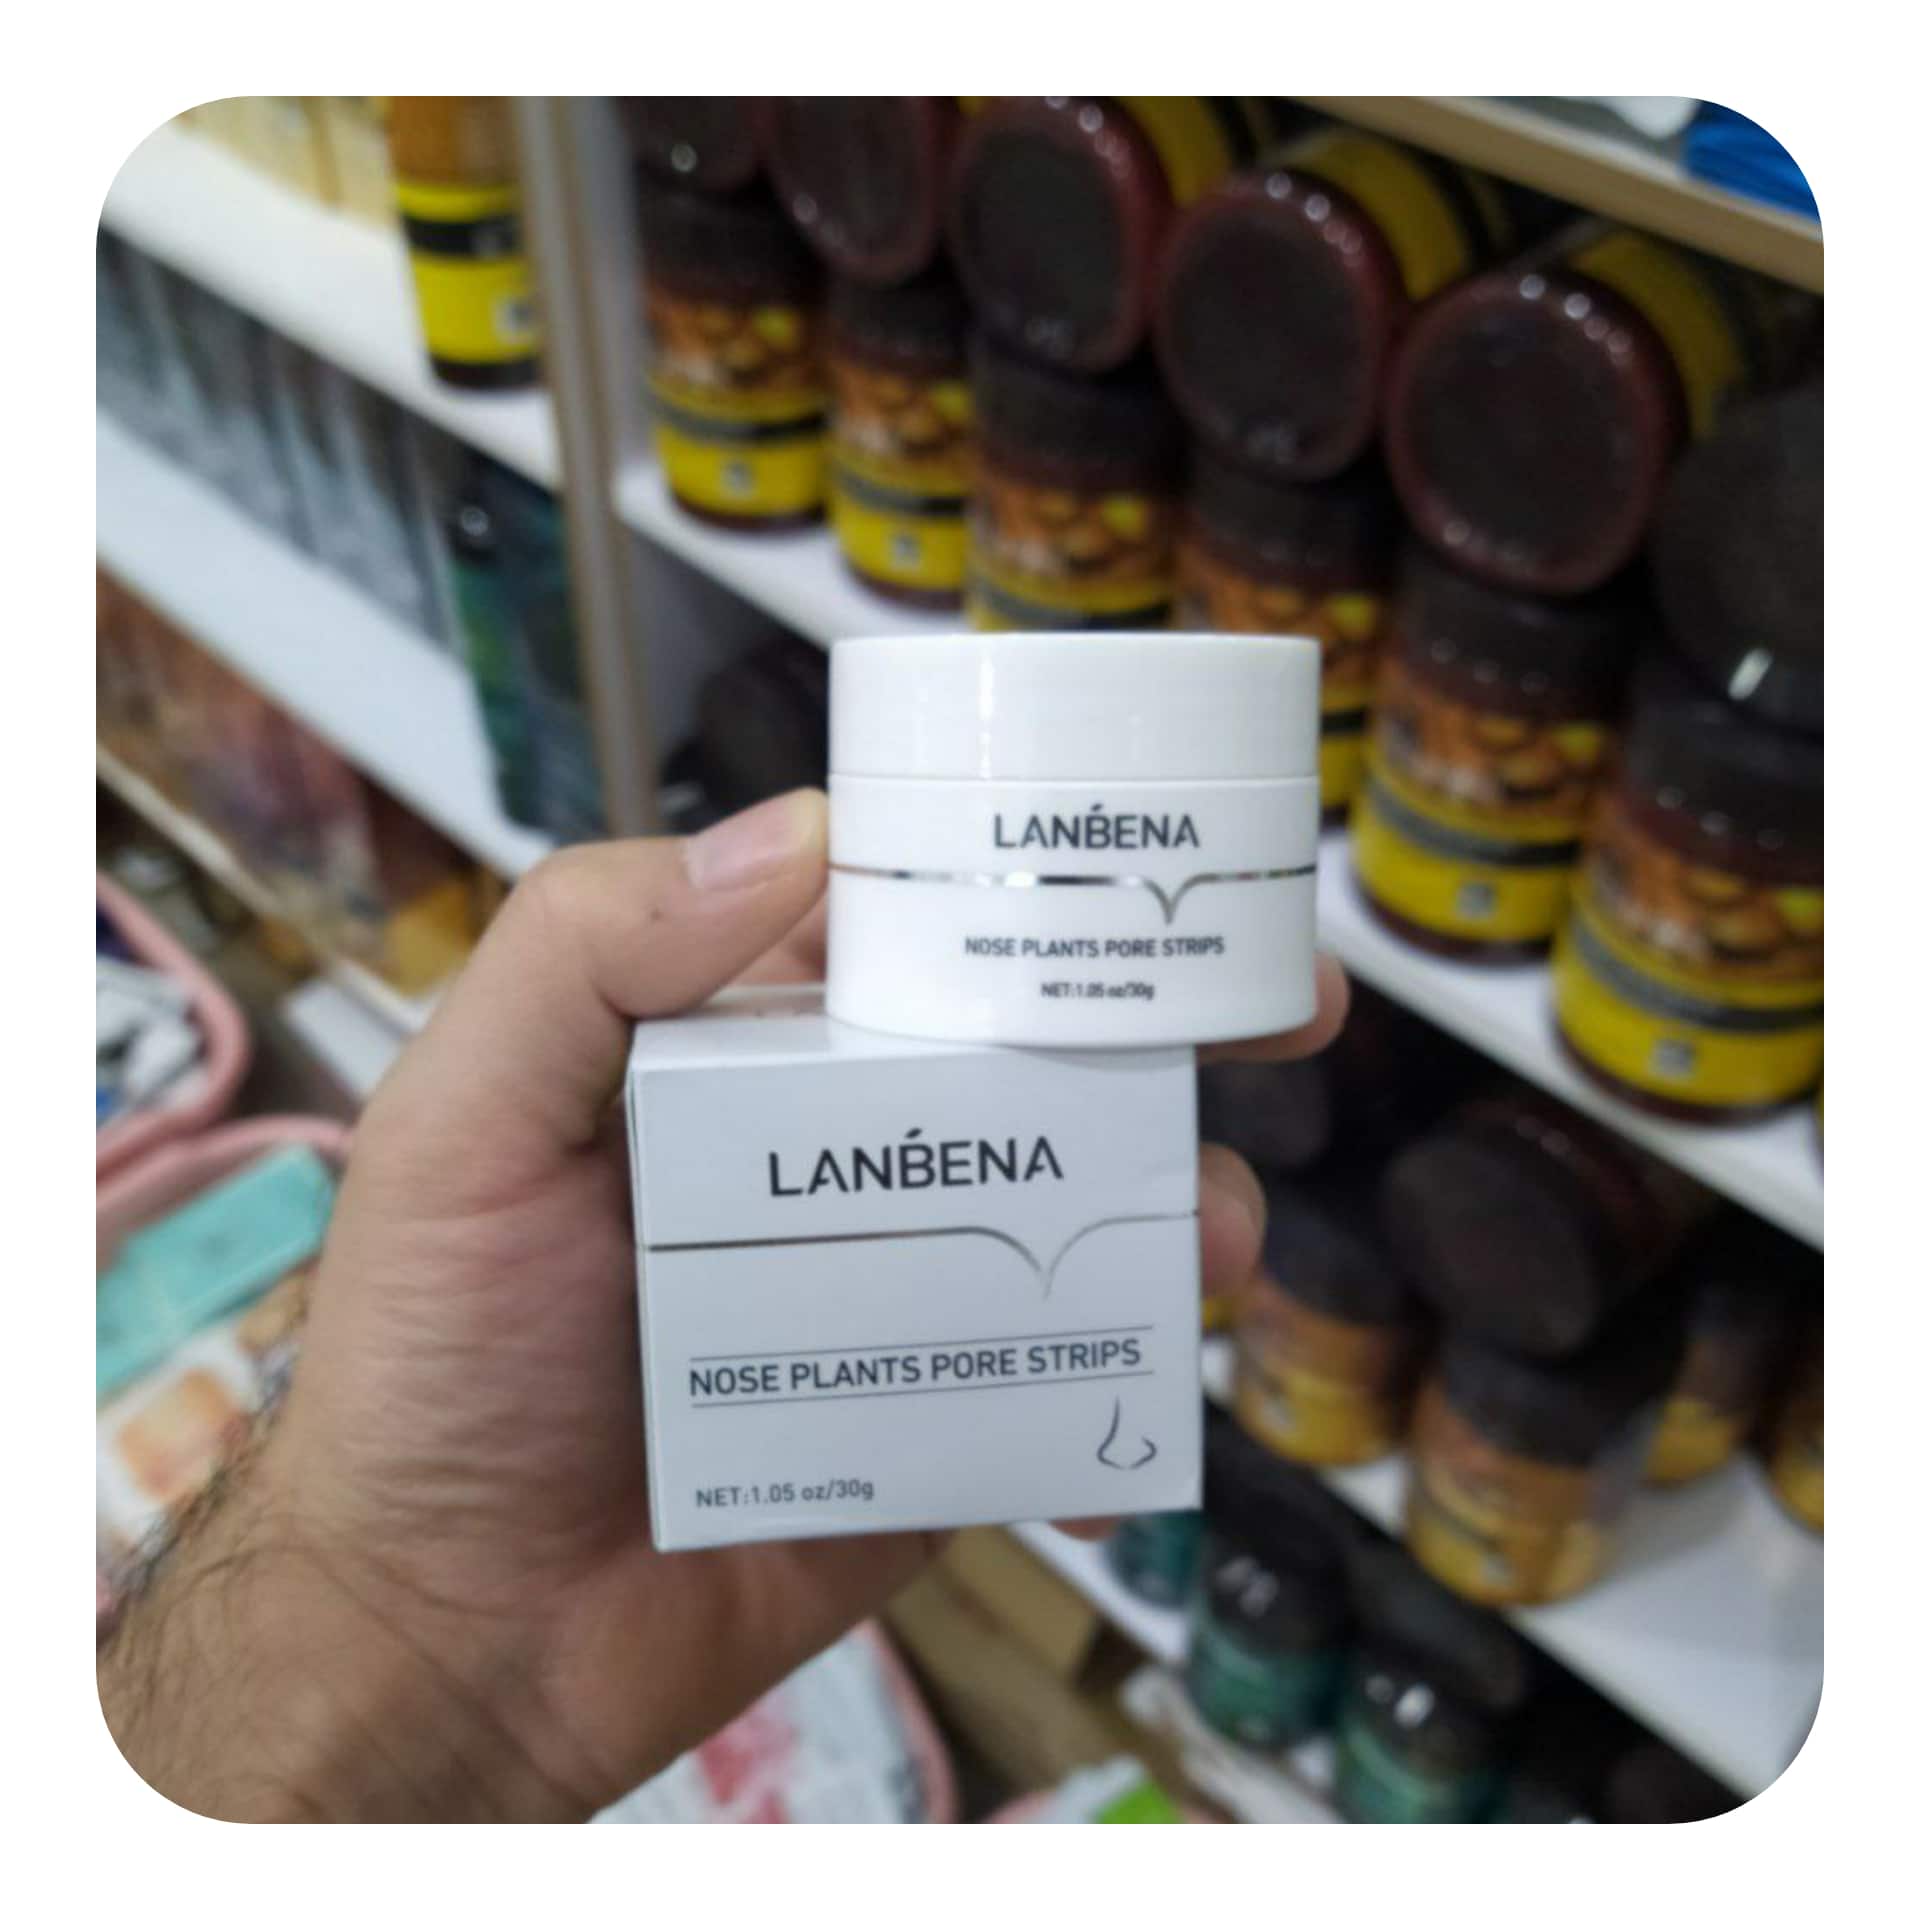 LANBENA
NOSE PLANTS PORE STRIPS
NET:1.05 oz/30g
LANBENA
NOSE PLANTS PORE STRIPS
NET:1.05 oz/30g